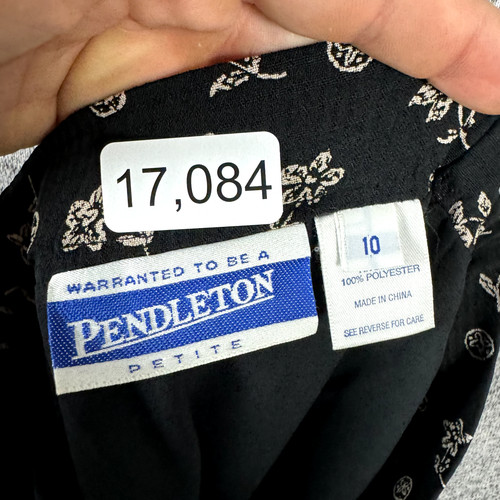 17,084
WARRANTED TO BE A
PENDLETON
PETITE
10
100% POLYESTER
MADE IN CHINA
SEE REVERSE FOR CARE